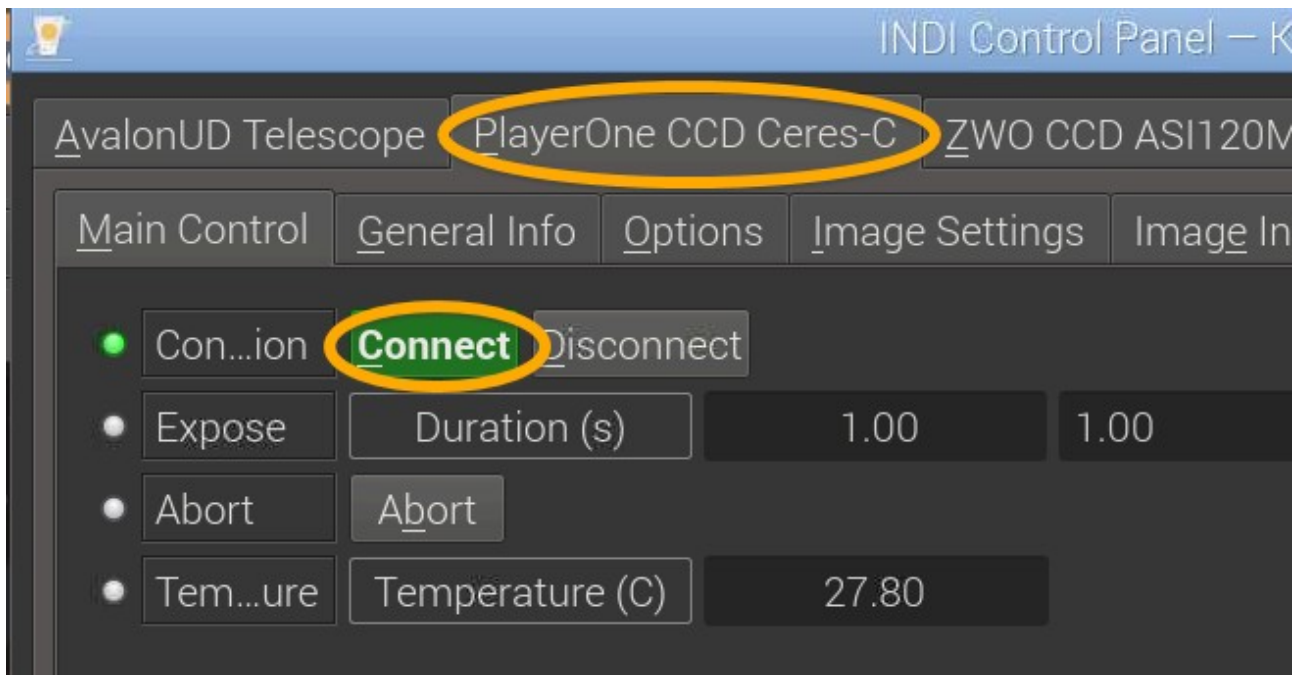 INDI Control Panel — K
AvalonUD Telescope PlayerOne CCD Ceres-C ZWO CCD ASI120M
Main Control General Info Options Image Settings Image In
Con...ion Connect Disconnect
Expose Duration (s) 1.00 1.00
Abort Abort
Tem...ure Temperature (C) 27.80